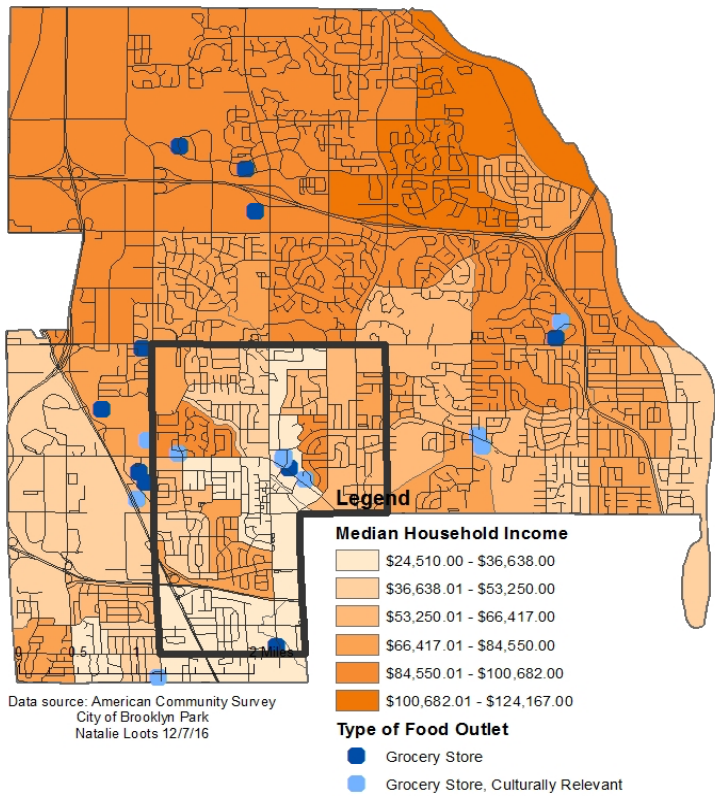 0 0.5 1 2 Miles
Data source: American Community Survey
City of Brooklyn Park
Natalie Loots 12/7/16
Legend
Median Household Income
$24,510.00 - $36,638.00
$36,638.01 - $53,250.00
$53,250.01 - $66,417.00
$66,417.01 - $84,550.00
$84,550.01 - $100,682.00
$100,682.01 - $124,167.00
Type of Food Outlet
Grocery Store
Grocery Store, Culturally Relevant